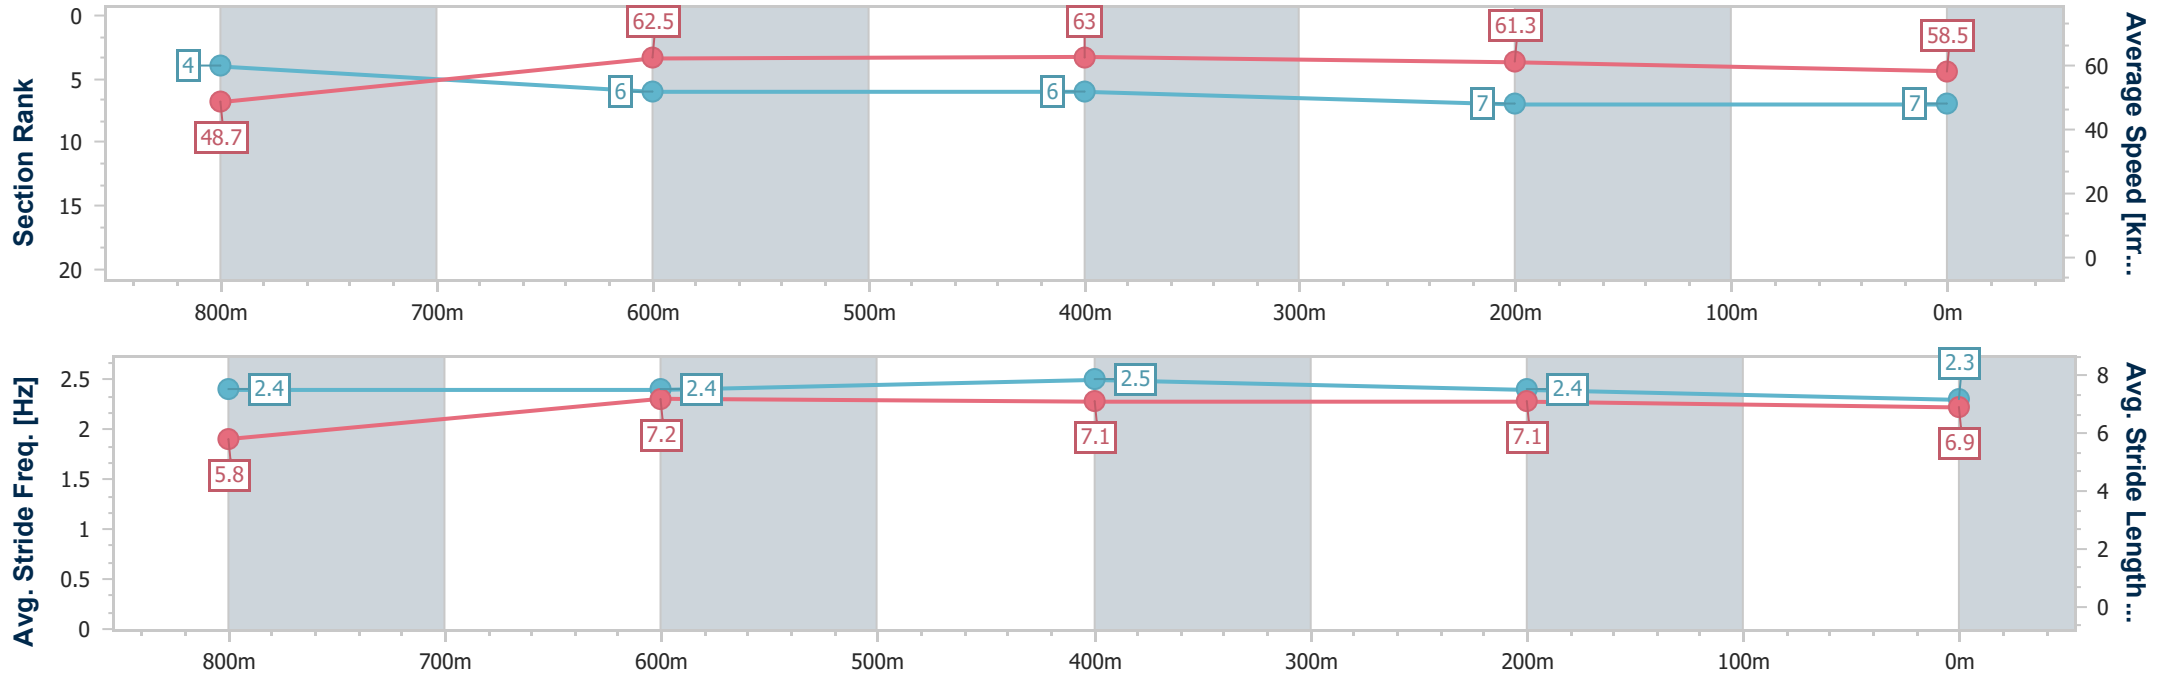 Section Rank
0
5
10
15
20
4
6
6
7
7
48.7
62.5
63
61.3
58.5
60
40
20
0
Average Speed [km...
800m
700m
600m
500m
400m
300m
200m
100m
0m
Avg. Stride Freq. [Hz]
2.5
2
1.5
1
0.5
0
2.4
2.4
2.5
2.4
2.3
5.8
7.2
7.1
7.1
6.9
8
6
4
2
0
Avg. Stride Length...
800m
700m
600m
500m
400m
300m
200m
100m
0m